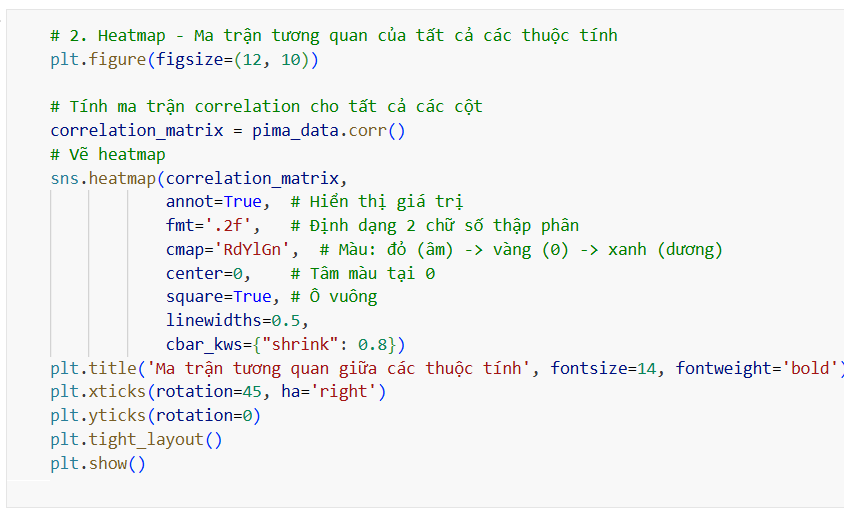 # 2. Heatmap - Ma trận tương quan của tất cả các thuộc tính
plt.figure(figsize=(12, 10))
# Tính ma trận correlation cho tất cả các cột
correlation_matrix = pima_data.corr()
# Vẽ heatmap
sns.heatmap(correlation_matrix,
annot=True,  # Hiển thị giá trị
fmt='.2f',   # Định dạng 2 chữ số thập phân
cmap='RdYlGn',  # Màu: đỏ (âm) -> vàng (0) -> xanh (dương)
center=0,    # Tâm màu tại 0
square=True, # Ô vuông
linewidths=0.5,
cbar_kws={"shrink": 0.8})
plt.title('Ma trận tương quan giữa các thuộc tính', fontsize=14, fontweight='bold')
plt.xticks(rotation=45, ha='right')
plt.yticks(rotation=0)
plt.tight_layout()
plt.show()